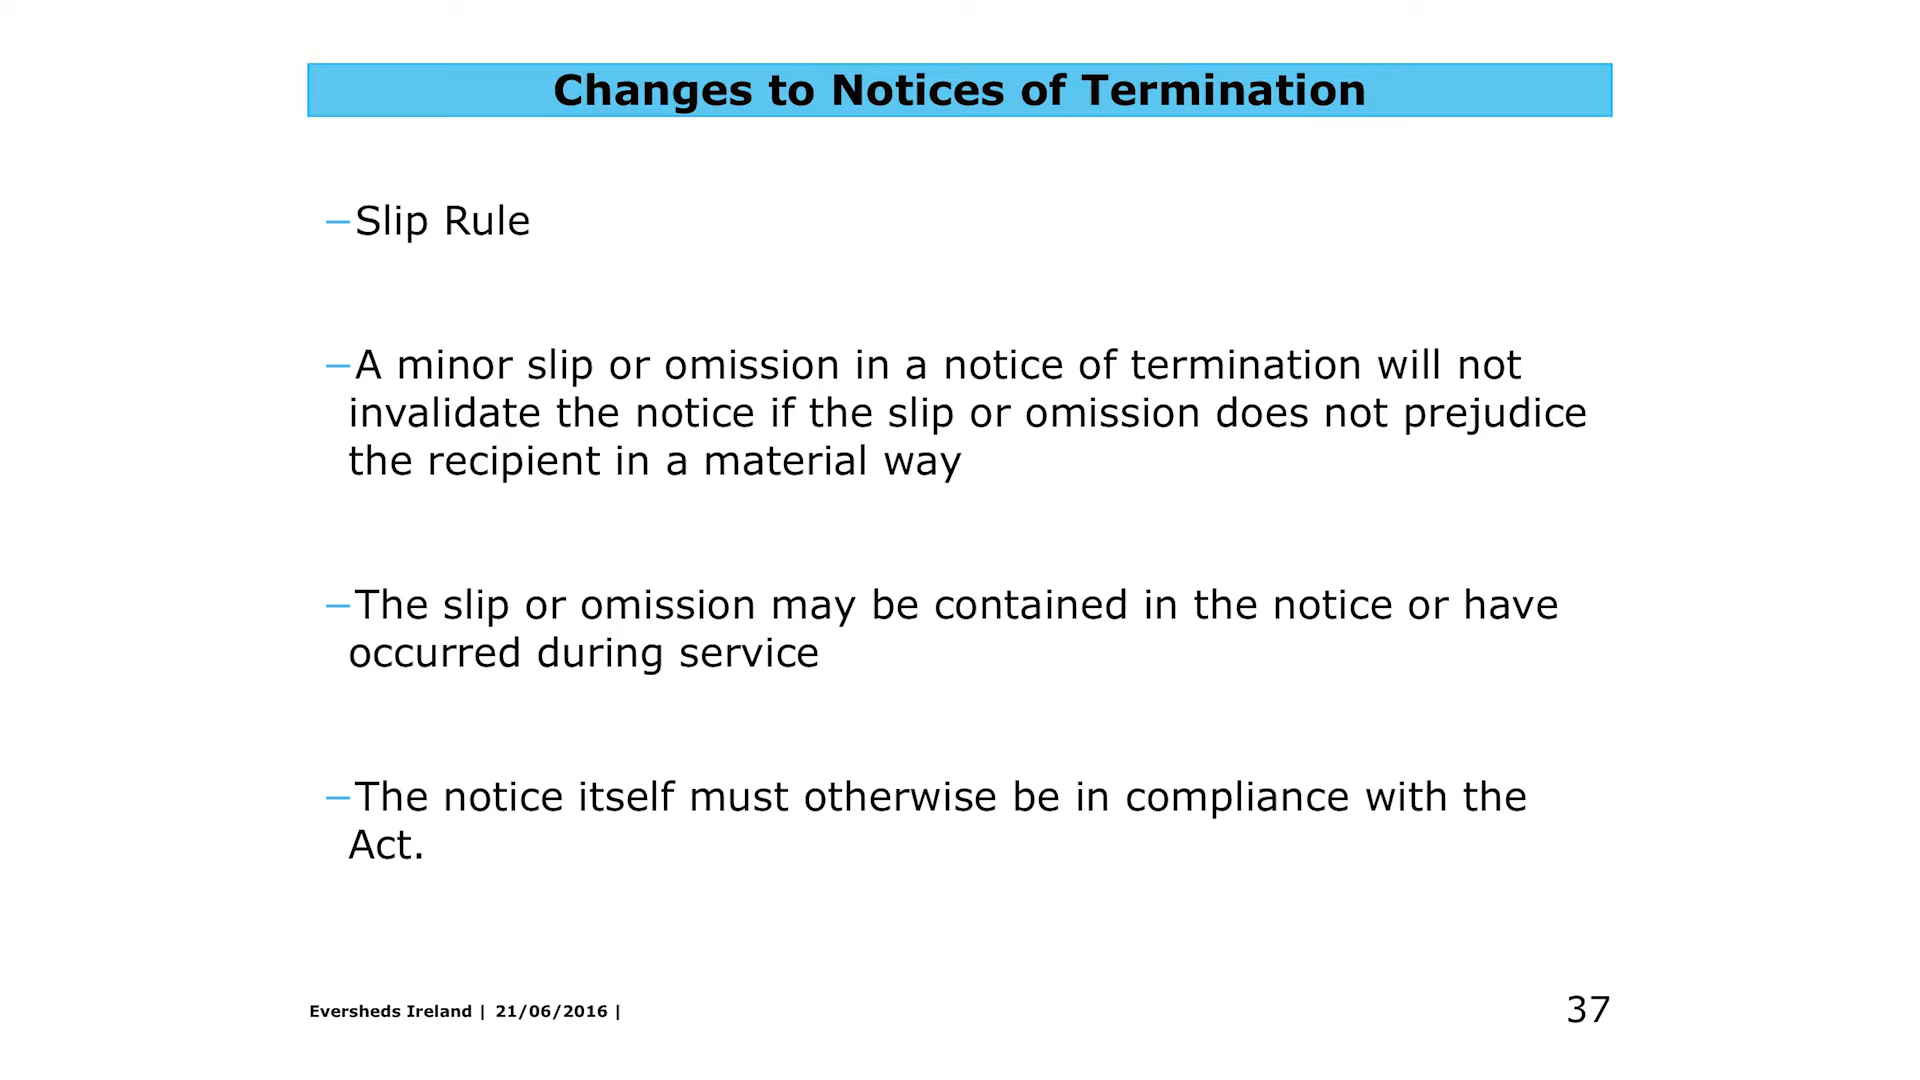 Changes to Notices of Termination
–Slip Rule
–A minor slip or omission in a notice of termination will not
invalidate the notice if the slip or omission does not prejudice
the recipient in a material way
–The slip or omission may be contained in the notice or have
occurred during service
–The notice itself must otherwise be in compliance with the
Act.
Eversheds Ireland | 21/06/2016 |
37